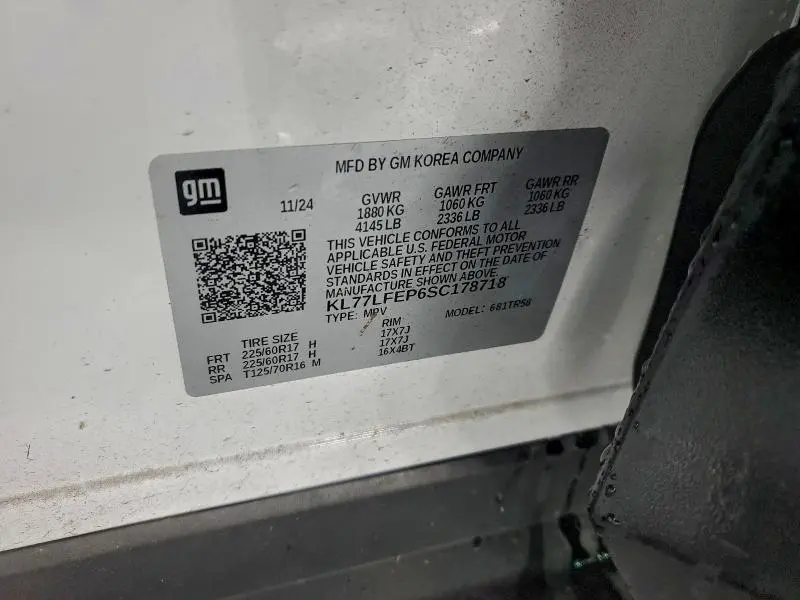 gm
MFD BY GM KOREA COMPANY
11/24
GVWR GAWR FRT GAWR RR
1880 KG 1060 KG 1060 KG
4145 LB 2336 LB 2336 LB
THIS VEHICLE CONFORMS TO ALL
APPLICABLE U.S. FEDERAL MOTOR
VEHICLE SAFETY AND THEFT PREVENTION
STANDARDS IN EFFECT ON THE DATE OF
MANUFACTURE SHOWN ABOVE.
KL77LFEP6SC178718
TYPE: MPV MODEL: 681TR58
TIRE SIZE RIM
FRT 225/60R17 H 17X7J
RR 225/60R17 H 17X7J
SPA T125/70R16 M 16X4BT